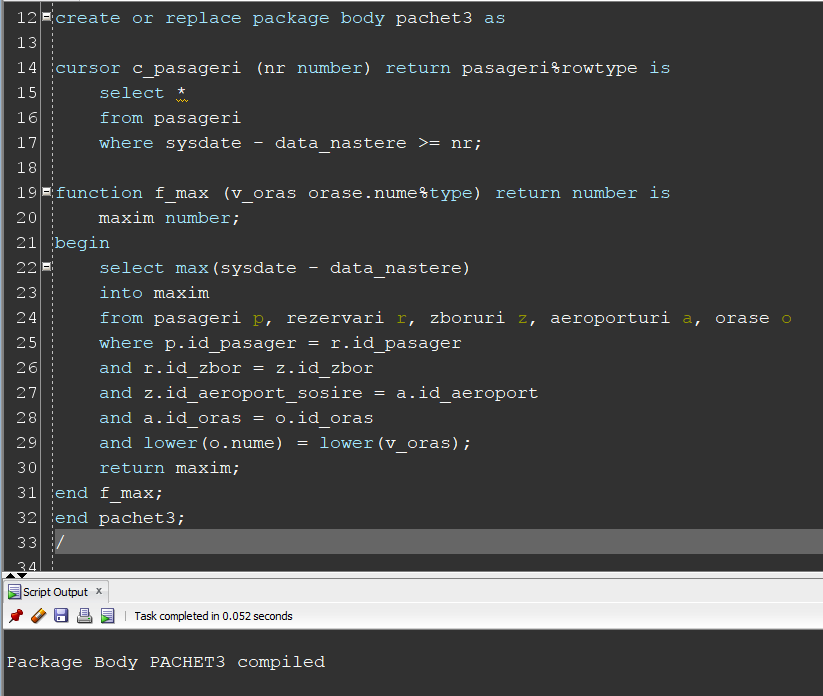 12 create or replace package body pachet3 as
13
14 cursor c_pasageri (nr number) return pasageri%rowtype is
15     select *
16     from pasageri
17     where sysdate - data_nastere >= nr;
18
19 function f_max (v_oras orase.nume%type) return number is
20     maxim number;
21 begin
22     select max(sysdate - data_nastere)
23     into maxim
24     from pasageri p, rezervari r, zboruri z, aeroporturi a, orase o
25     where p.id_pasager = r.id_pasager
26     and r.id_zbor = z.id_zbor
27     and z.id_aeroport_sosire = a.id_aeroport
28     and a.id_oras = o.id_oras
29     and lower(o.nume) = lower(v_oras);
30     return maxim;
31 end f_max;
32 end pachet3;
33 /
34
Script Output x
Task completed in 0.052 seconds
Package Body PACHET3 compiled